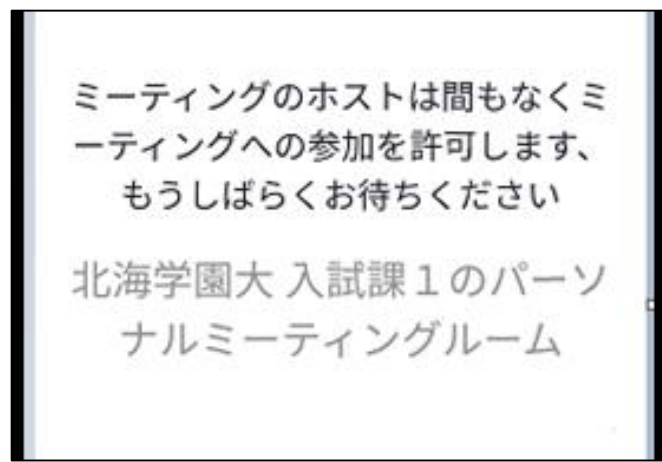 ミーティングのホストは間もなくミ
ーティングへの参加を許可します、
もうしばらくお待ちください
北海学園大 入試課１のパーソ
ナルミーティングルーム